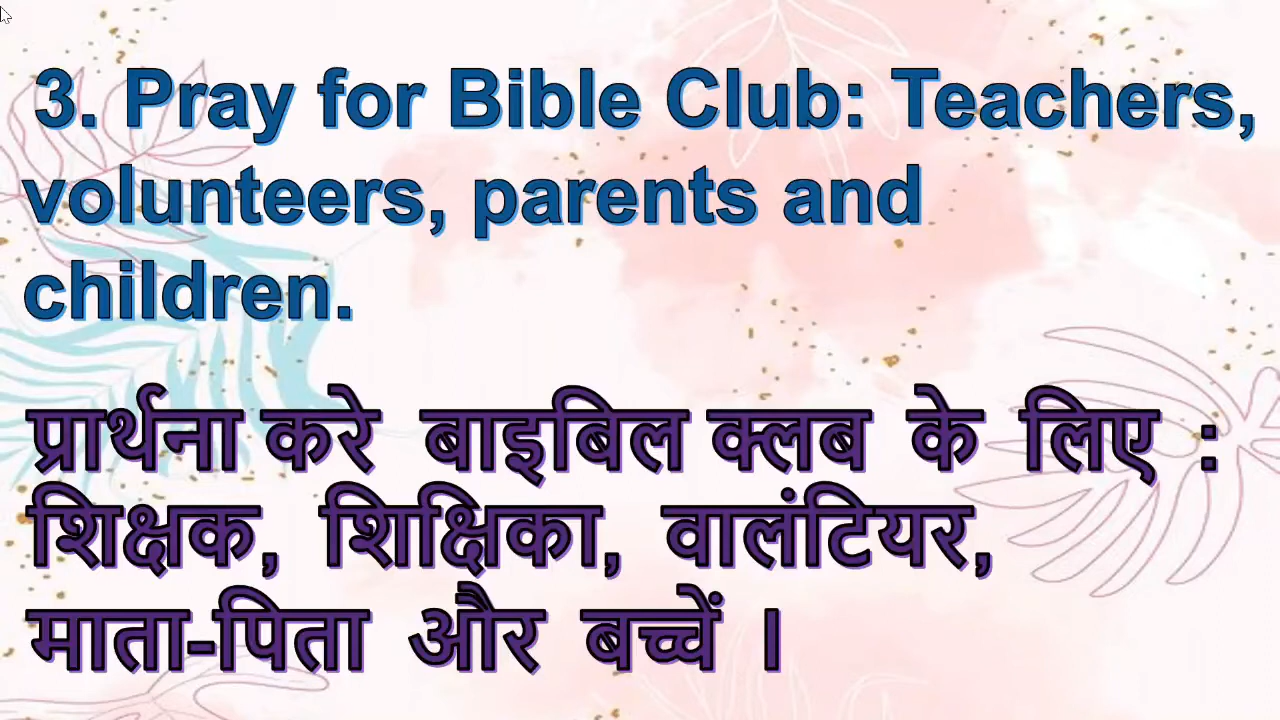 3. Pray for Bible Club: Teachers,
volunteers, parents and
children.
प्रार्थना करे बाइबिल क्लब के लिए :
शिक्षक, शिक्षिका, वालंटियर,
माता-पिता और बच्चें ।